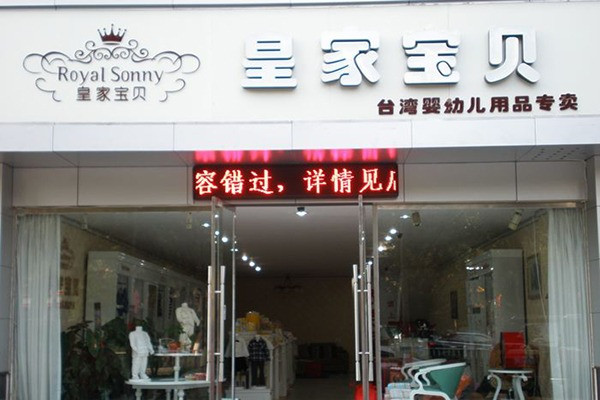 Royal Sonny
皇家宝贝
皇家宝贝
台湾婴幼儿用品专卖
容错过，详情见